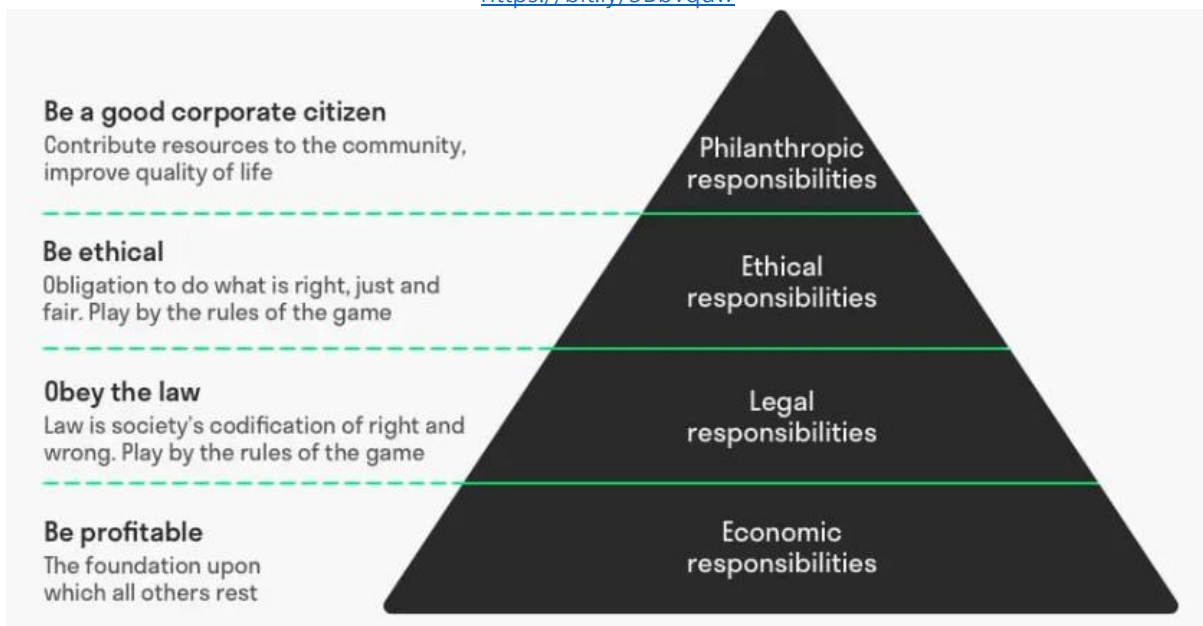 Be a good corporate citizen
Contribute resources to the community,
improve quality of life
Philanthropic
responsibilities
Be ethical
Obligation to do what is right, just and
fair. Play by the rules of the game
Ethical
responsibilities
Obey the law
Law is society's codification of right and
wrong. Play by the rules of the game
Legal
responsibilities
Be profitable
The foundation upon
which all others rest
Economic
responsibilities